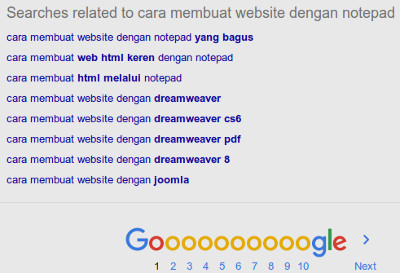 Searches related to cara membuat website dengan notepad
cara membuat website dengan notepad yang bagus
cara membuat web html keren dengan notepad
cara membuat html melalui notepad
cara membuat website dengan dreamweaver
cara membuat website dengan dreamweaver cs6
cara membuat website dengan dreamweaver pdf
cara membuat website dengan dreamweaver 8
cara membuat website dengan joomla
Goooooooooogle
1 2 3 4 5 6 7 8 9 10 Next